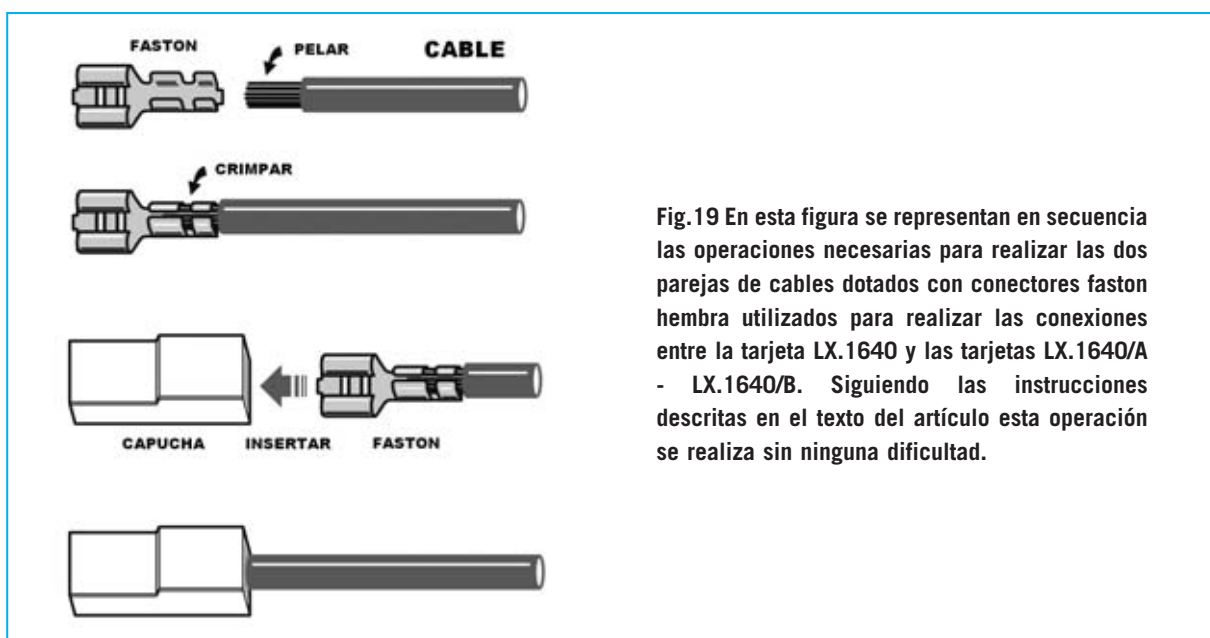 FASTON
PELAR
CABLE
CRIMPAR
CAPUCHA
INSERTAR
FASTON
Fig.19 En esta figura se representan en secuencia
las operaciones necesarias para realizar las dos
parejas de cables dotados con conectores faston
hembra utilizados para realizar las conexiones
entre la tarjeta LX.1640 y las tarjetas LX.1640/A
- LX.1640/B. Siguiendo las instrucciones
descritas en el texto del artículo esta operación
se realiza sin ninguna dificultad.